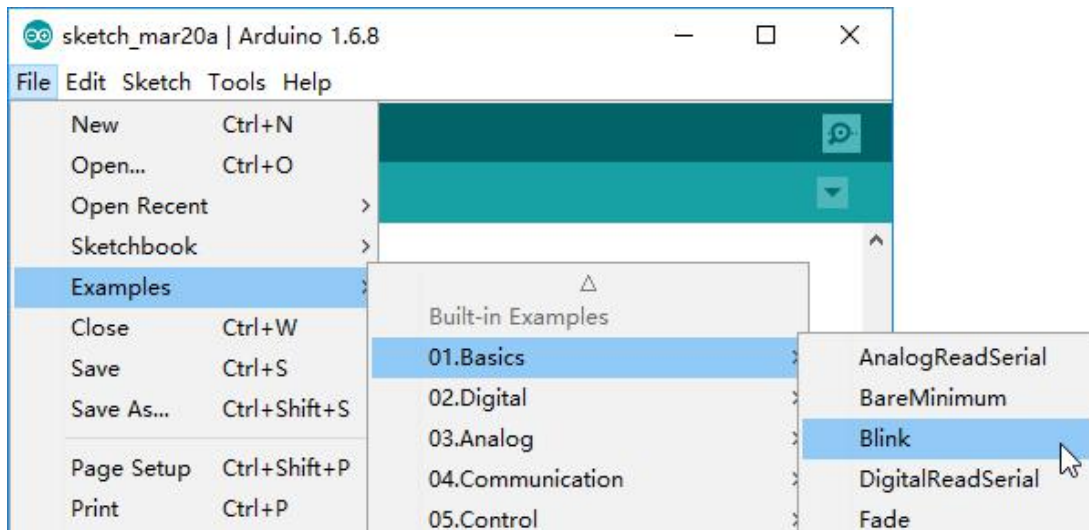 sketch_mar20a | Arduino 1.6.8
File Edit Sketch Tools Help
New Ctrl+N
Open... Ctrl+O
Open Recent
Sketchbook
Examples
Close Ctrl+W
Save Ctrl+S
Save As... Ctrl+Shift+S
Page Setup Ctrl+Shift+P
Print Ctrl+P
Built-in Examples
01.Basics
02.Digital
03.Analog
04.Communication
05.Control
AnalogReadSerial
BareMinimum
Blink
DigitalReadSerial
Fade